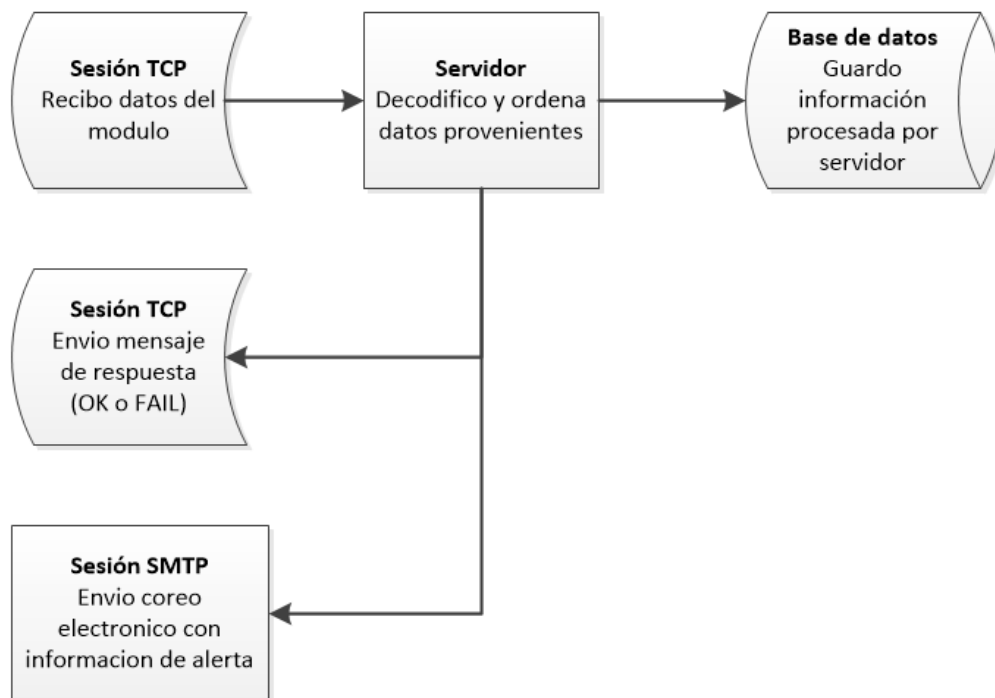 Sesión TCP
Recibo datos del
modulo
Servidor
Decodifico y ordena
datos provenientes
Base de datos
Guardo
información
procesada por
servidor
Sesión TCP
Envio mensaje
de respuesta
(OK o FAIL)
Sesión SMTP
Envio coreo
electronico con
informacion de alerta